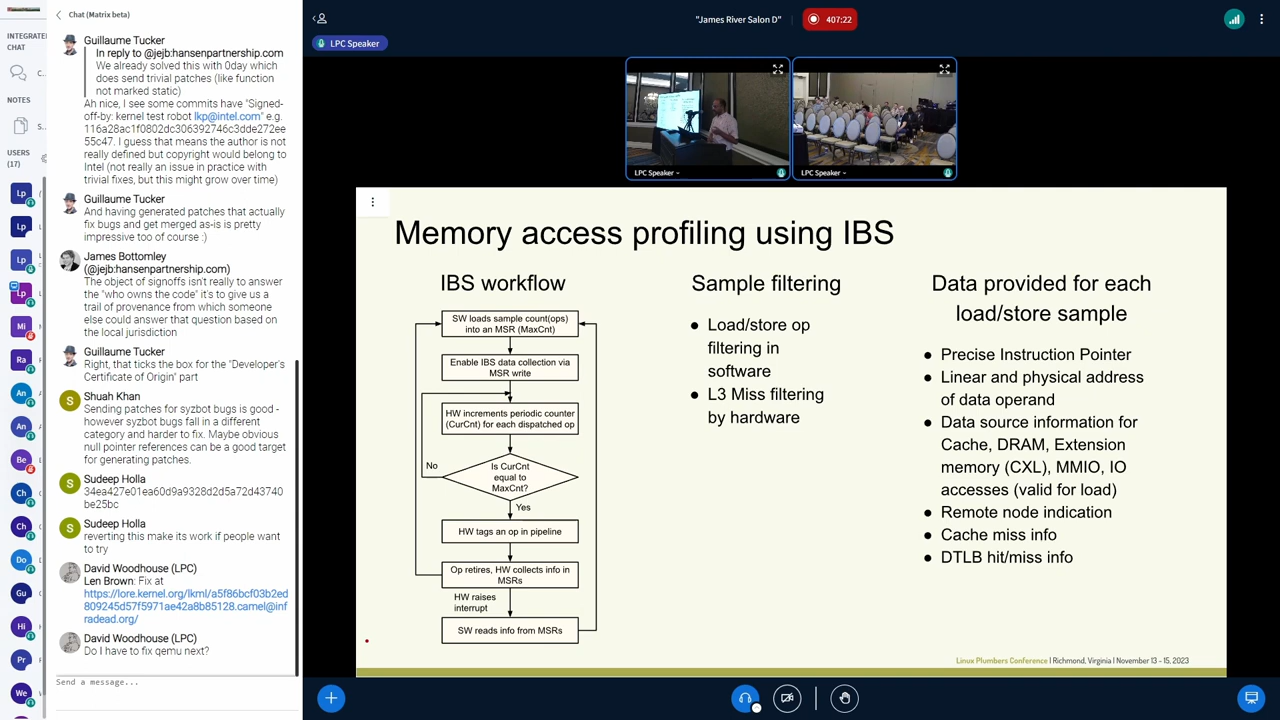 INTEGRATE
CHAT
C..
NOTES
S..
USERS
(17)
Lp
Lp
Lp
Lp
Mi
Ra
An
An
Be
Ch
Ch
Do
Gu
Hi
Pr
We
Chat (Matrix beta)
Guillaume Tucker
In reply to @jejb:hansenpartnership.com
We already solved this with 0day which
does send trivial patches (like function
not marked static)
Ah nice, I see some commits have "Signed-
off-by: kernel test robot lkp@intel.com" e.g.
116a28ac1f0802dc306392746c3dde272ee
55c47. I guess that means the author is not
really defined but copyright would belong to
Intel (not really an issue in practice with
trivial fixes, but this might grow over time)
Guillaume Tucker
And having generated patches that actually
fix bugs and get merged as-is is pretty
impressive too of course :)
James Bottomley
(@jejb:hansenpartnership.com)
The object of signoffs isn't really to answer
the "who owns the code" it's to give us a
trail of provenance from which someone
else could answer that question based on
the local jurisdiction
Guillaume Tucker
Right, that ticks the box for the "Developer's
Certificate of Origin" part
S
Shuah Khan
Sending patches for syzbot bugs is good -
however syzbot bugs fall in a different
category and harder to fix. Maybe obvious
null pointer references can be a good target
for generating patches.
S
Sudeep Holla
34ea427e01ea60d9a9328d2d5a72d43740
be25bc
S
Sudeep Holla
reverting this make its work if people want
to try
David Woodhouse (LPC)
Len Brown: Fix at
https://lore.kernel.org/lkml/a5f86bcf03b2ed
809245d57f5971ae42a8b85128.camel@inf
radead.org/
David Woodhouse (LPC)
Do I have to fix qemu next?
Send a message...
"James River Salon D"
407:22
LPC Speaker
LPC Speaker
LPC Speaker
Memory access profiling using IBS
IBS workflow
SW loads sample count(ops)
into an MSR (MaxCnt)
Enable IBS data collection via
MSR write
HW increments periodic counter
(CurCnt) for each dispatched op
No
Is CurCnt
equal to
MaxCnt?
Yes
HW tags an op in pipeline
Op retires, HW collects info in
MSRs
HW raises
interrupt
SW reads info from MSRs
Sample filtering
● Load/store op
filtering in
software
● L3 Miss filtering
by hardware
Data provided for each
load/store sample
● Precise Instruction Pointer
● Linear and physical address
of data operand
● Data source information for
Cache, DRAM, Extension
memory (CXL), MMIO, IO
accesses (valid for load)
● Remote node indication
● Cache miss info
● DTLB hit/miss info
Linux Plumbers Conference | Richmond, Virginia | November 13 - 15, 2023